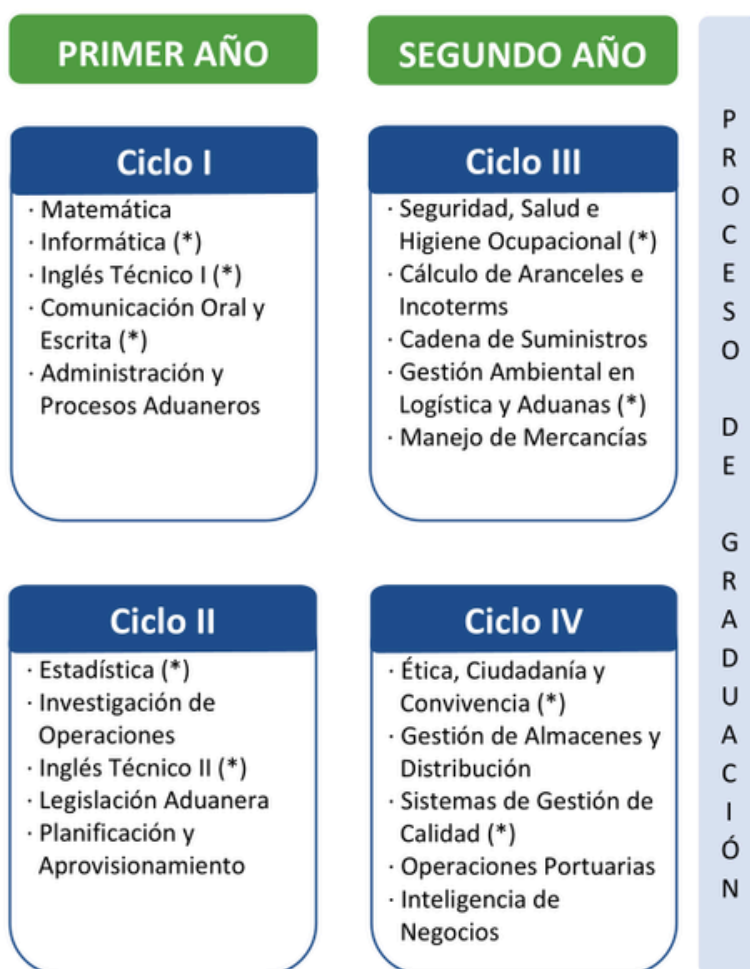 PRIMER AÑO
Ciclo I
· Matemática
· Informática (*)
· Inglés Técnico I (*)
· Comunicación Oral y
Escrita (*)
· Administración y
Procesos Aduaneros
Ciclo II
· Estadística (*)
· Investigación de
Operaciones
· Inglés Técnico II (*)
· Legislación Aduanera
· Planificación y
Aprovisionamiento
SEGUNDO AÑO
Ciclo III
· Seguridad, Salud e
Higiene Ocupacional (*)
· Cálculo de Aranceles e
Incoterms
· Cadena de Suministros
· Gestión Ambiental en
Logística y Aduanas (*)
· Manejo de Mercancías
Ciclo IV
· Ética, Ciudadanía y
Convivencia (*)
· Gestión de Almacenes y
Distribución
· Sistemas de Gestión de
Calidad (*)
· Operaciones Portuarias
· Inteligencia de
Negocios
PROCESO DE GRADUACIÓN